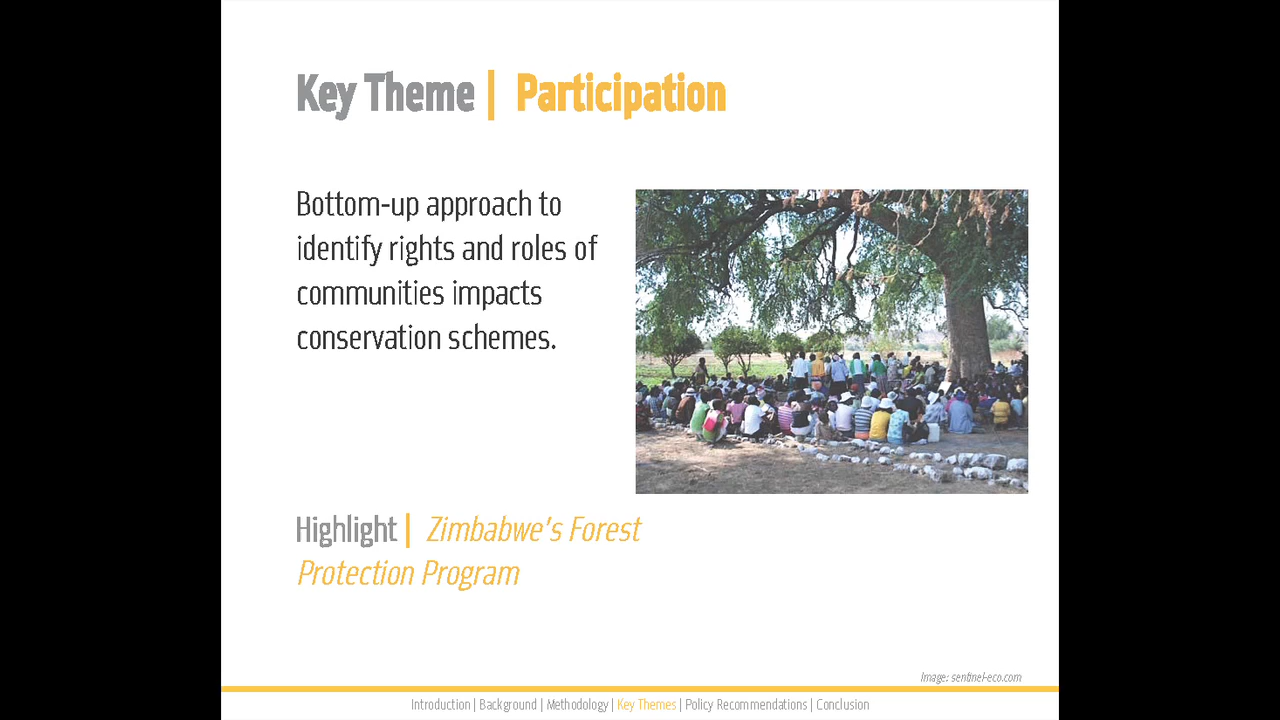 Key Theme | Participation
Bottom-up approach to
identify rights and roles of
communities impacts
conservation schemes.
Highlight | Zimbabwe's Forest
Protection Program
Image: sentinel-eco.com
Introduction | Background | Methodology | Key Themes | Policy Recommendations | Conclusion